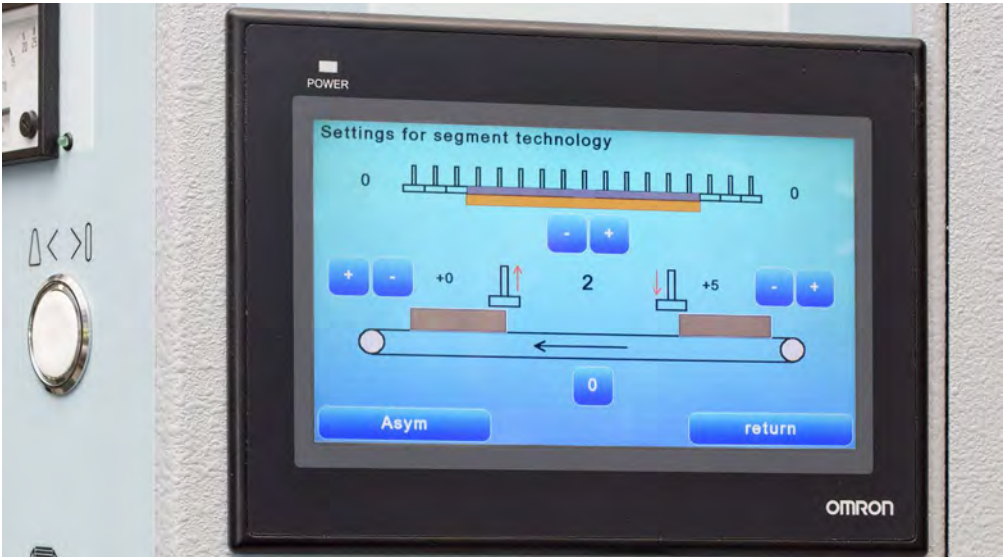 POWER
Settings for segment technology
0 0
- +
+ - +0 2 +5 - +
0
Asym return
OMRON